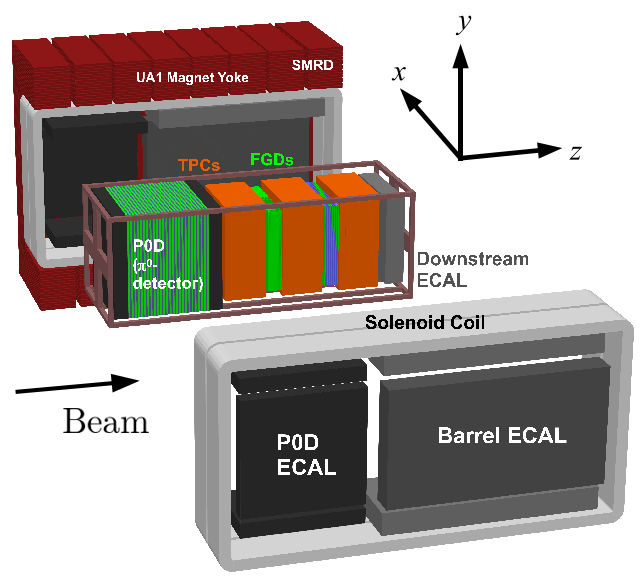 SMRD
UA1 Magnet Yoke
y
x
z
TPCs
FGDs
P0D
(π⁰-
detector)
Downstream
ECAL
Solenoid Coil
Beam
P0D
ECAL
Barrel ECAL